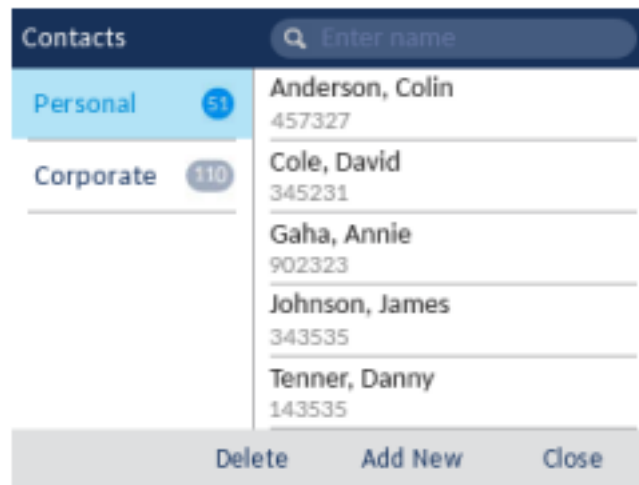 Contacts
Enter name
Personal 51
Corporate 110
Anderson, Colin
457327
Cole, David
345231
Gaha, Annie
902323
Johnson, James
343535
Tenner, Danny
143535
Delete Add New Close